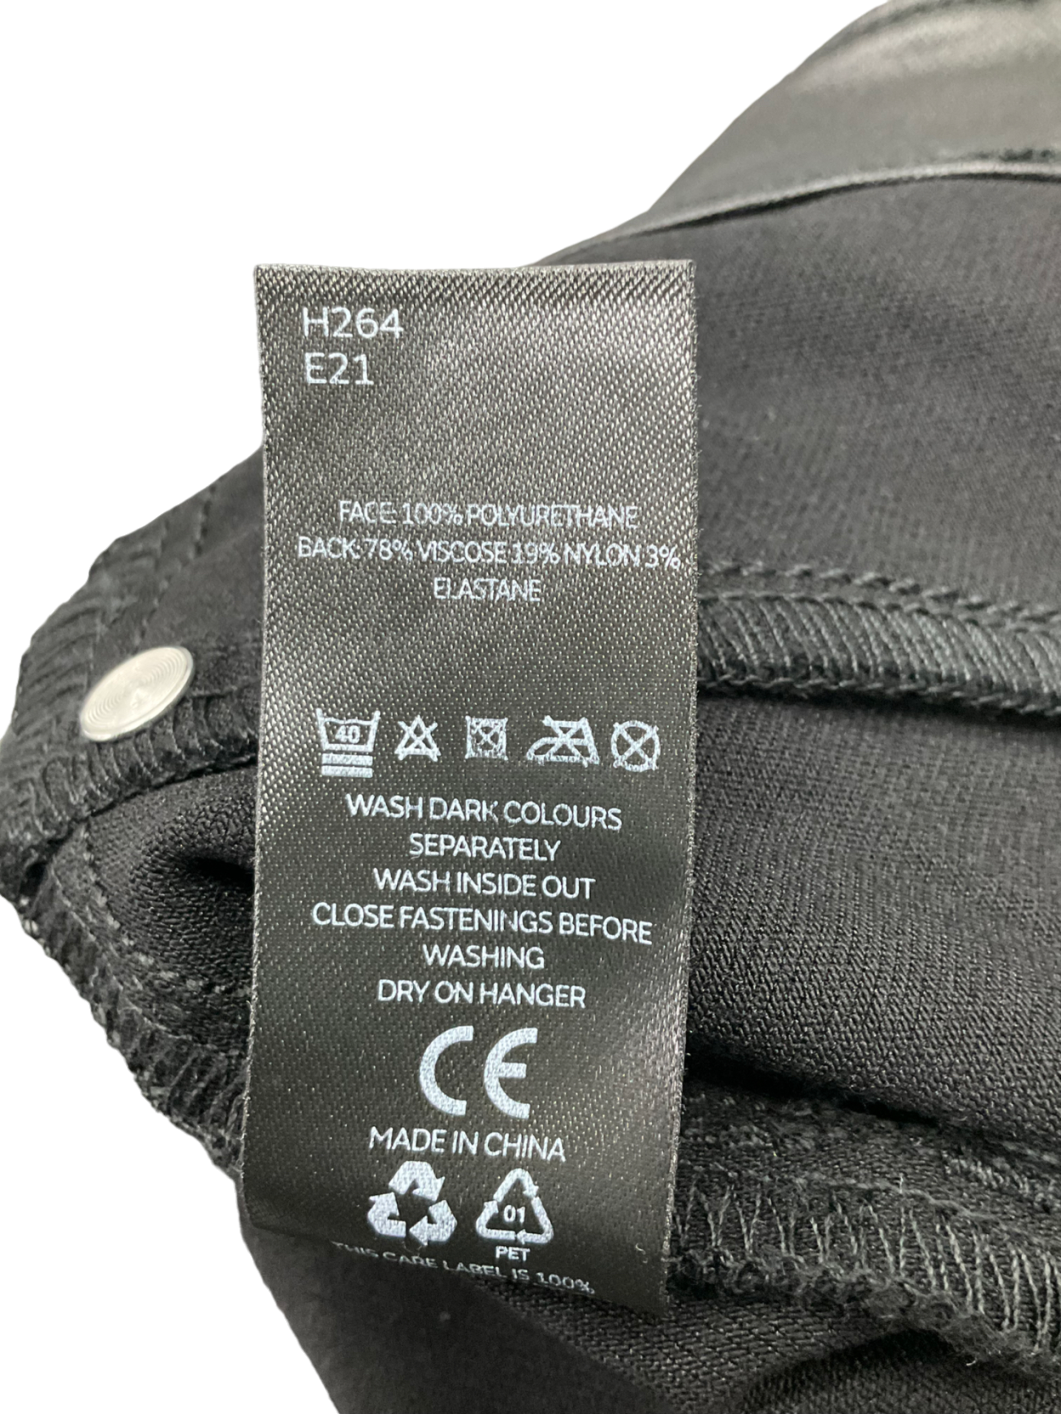 H264
E21
FACE 100% POLYURETHANE
BACK: 78% VISCOSE 19% NYLON 3%
ELASTANE
40
WASH DARK COLOURS
SEPARATELY
WASH INSIDE OUT
CLOSE FASTENINGS BEFORE
WASHING
DRY ON HANGER
CE
MADE IN CHINA
01
PET
THIS CARE LABEL IS 100%